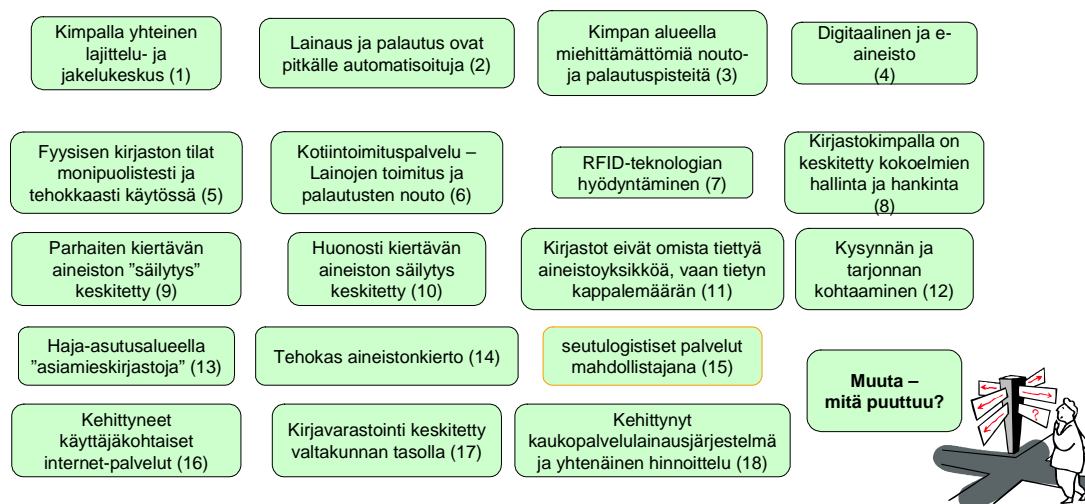 Kimpalla yhteinen
lajittelu- ja
jakelukeskus (1)
Lainaus ja palautus ovat
pitkälle automatisoituja (2)
Kimpan alueella
miehittämättömiä nouto-
ja palautuspisteitä (3)
Digitaalinen ja e-
aineisto
(4)
Fyysisen kirjaston tilat
monipuolistesti ja
tehokkaasti käytössä (5)
Kotiintoimituspalvelu –
Lainojen toimitus ja
palautusten nouto (6)
RFID-teknologian
hyödyntäminen (7)
Kirjastokimpalla on
keskitetty kokoelmien
hallinta ja hankinta
(8)
Parhaiten kiertävän
aineiston ”säilytys”
keskitetty (9)
Huonosti kiertävän
aineiston säilytys
keskitetty (10)
Kirjastot eivät omista tiettyä
aineistoyksikköä, vaan tietyn
kappalemäärän (11)
Kysynnän ja
tarjonnan
kohtaaminen (12)
Haja-asutusalueella
”asiamieskirjastoja” (13)
Tehokas aineistonkierto (14)
seutulogistiset palvelut
mahdollistajana (15)
Muuta –
mitä puuttuu?
Kehittyneet
käyttäjäkohtaiset
internet-palvelut (16)
Kirjavarastointi keskitetty
valtakunnan tasolla (17)
Kehittynyt
kaukopalvelulainausjärjestelmä
ja yhtenäinen hinnoittelu (18)
?